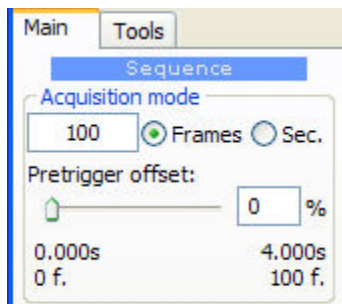 Main Tools
Sequence
Acquisition mode
100 Frames Sec.
Pretrigger offset:
0 %
0.000s 4.000s
0 f. 100 f.